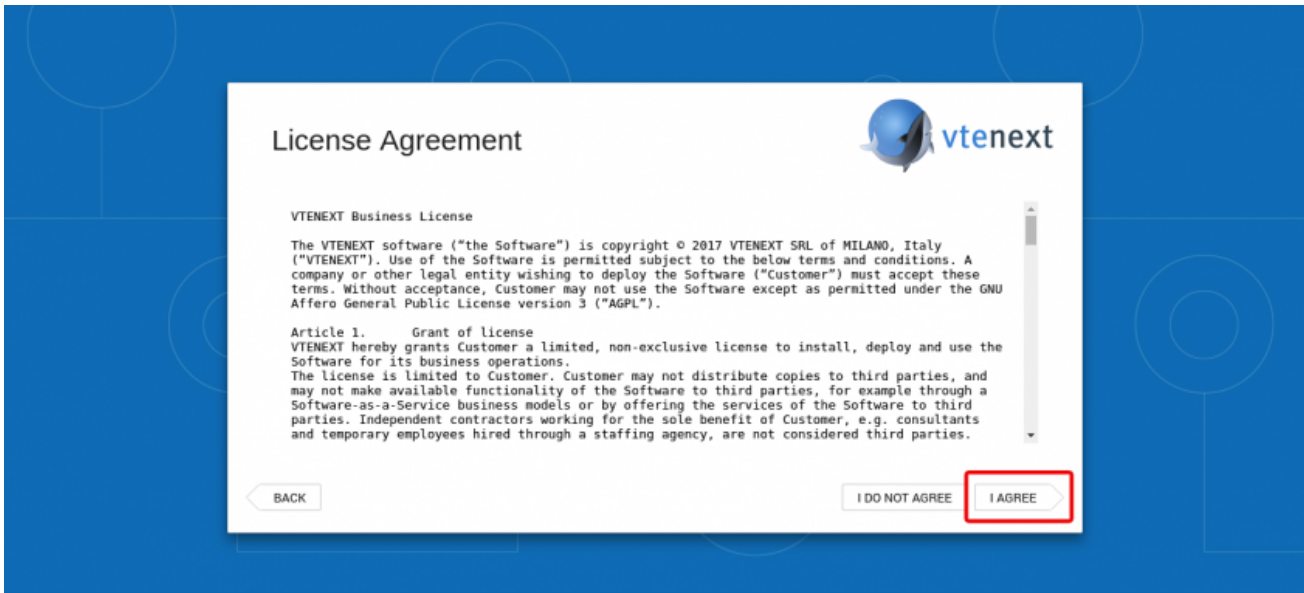 License Agreement
vtenext
VTENEXT Business License
The VTENEXT software (“the Software”) is copyright © 2017 VTENEXT SRL of MILANO, Italy
(“VTENEXT”). Use of the Software is permitted subject to the below terms and conditions. A
company or other legal entity wishing to deploy the Software (“Customer”) must accept these
terms. Without acceptance, Customer may not use the Software except as permitted under the GNU
Affero General Public License version 3 (“AGPL”).
Article 1. Grant of license
VTENEXT hereby grants Customer a limited, non-exclusive license to install, deploy and use the
Software for its business operations.
The license is limited to Customer. Customer may not distribute copies to third parties, and
may not make available functionality of the Software to third parties, for example through a
Software-as-a-Service business models or by offering the services of the Software to third
parties. Independent contractors working for the sole benefit of Customer, e.g. consultants
and temporary employees hired through a staffing agency, are not considered third parties.
BACK
I DO NOT AGREE
I AGREE